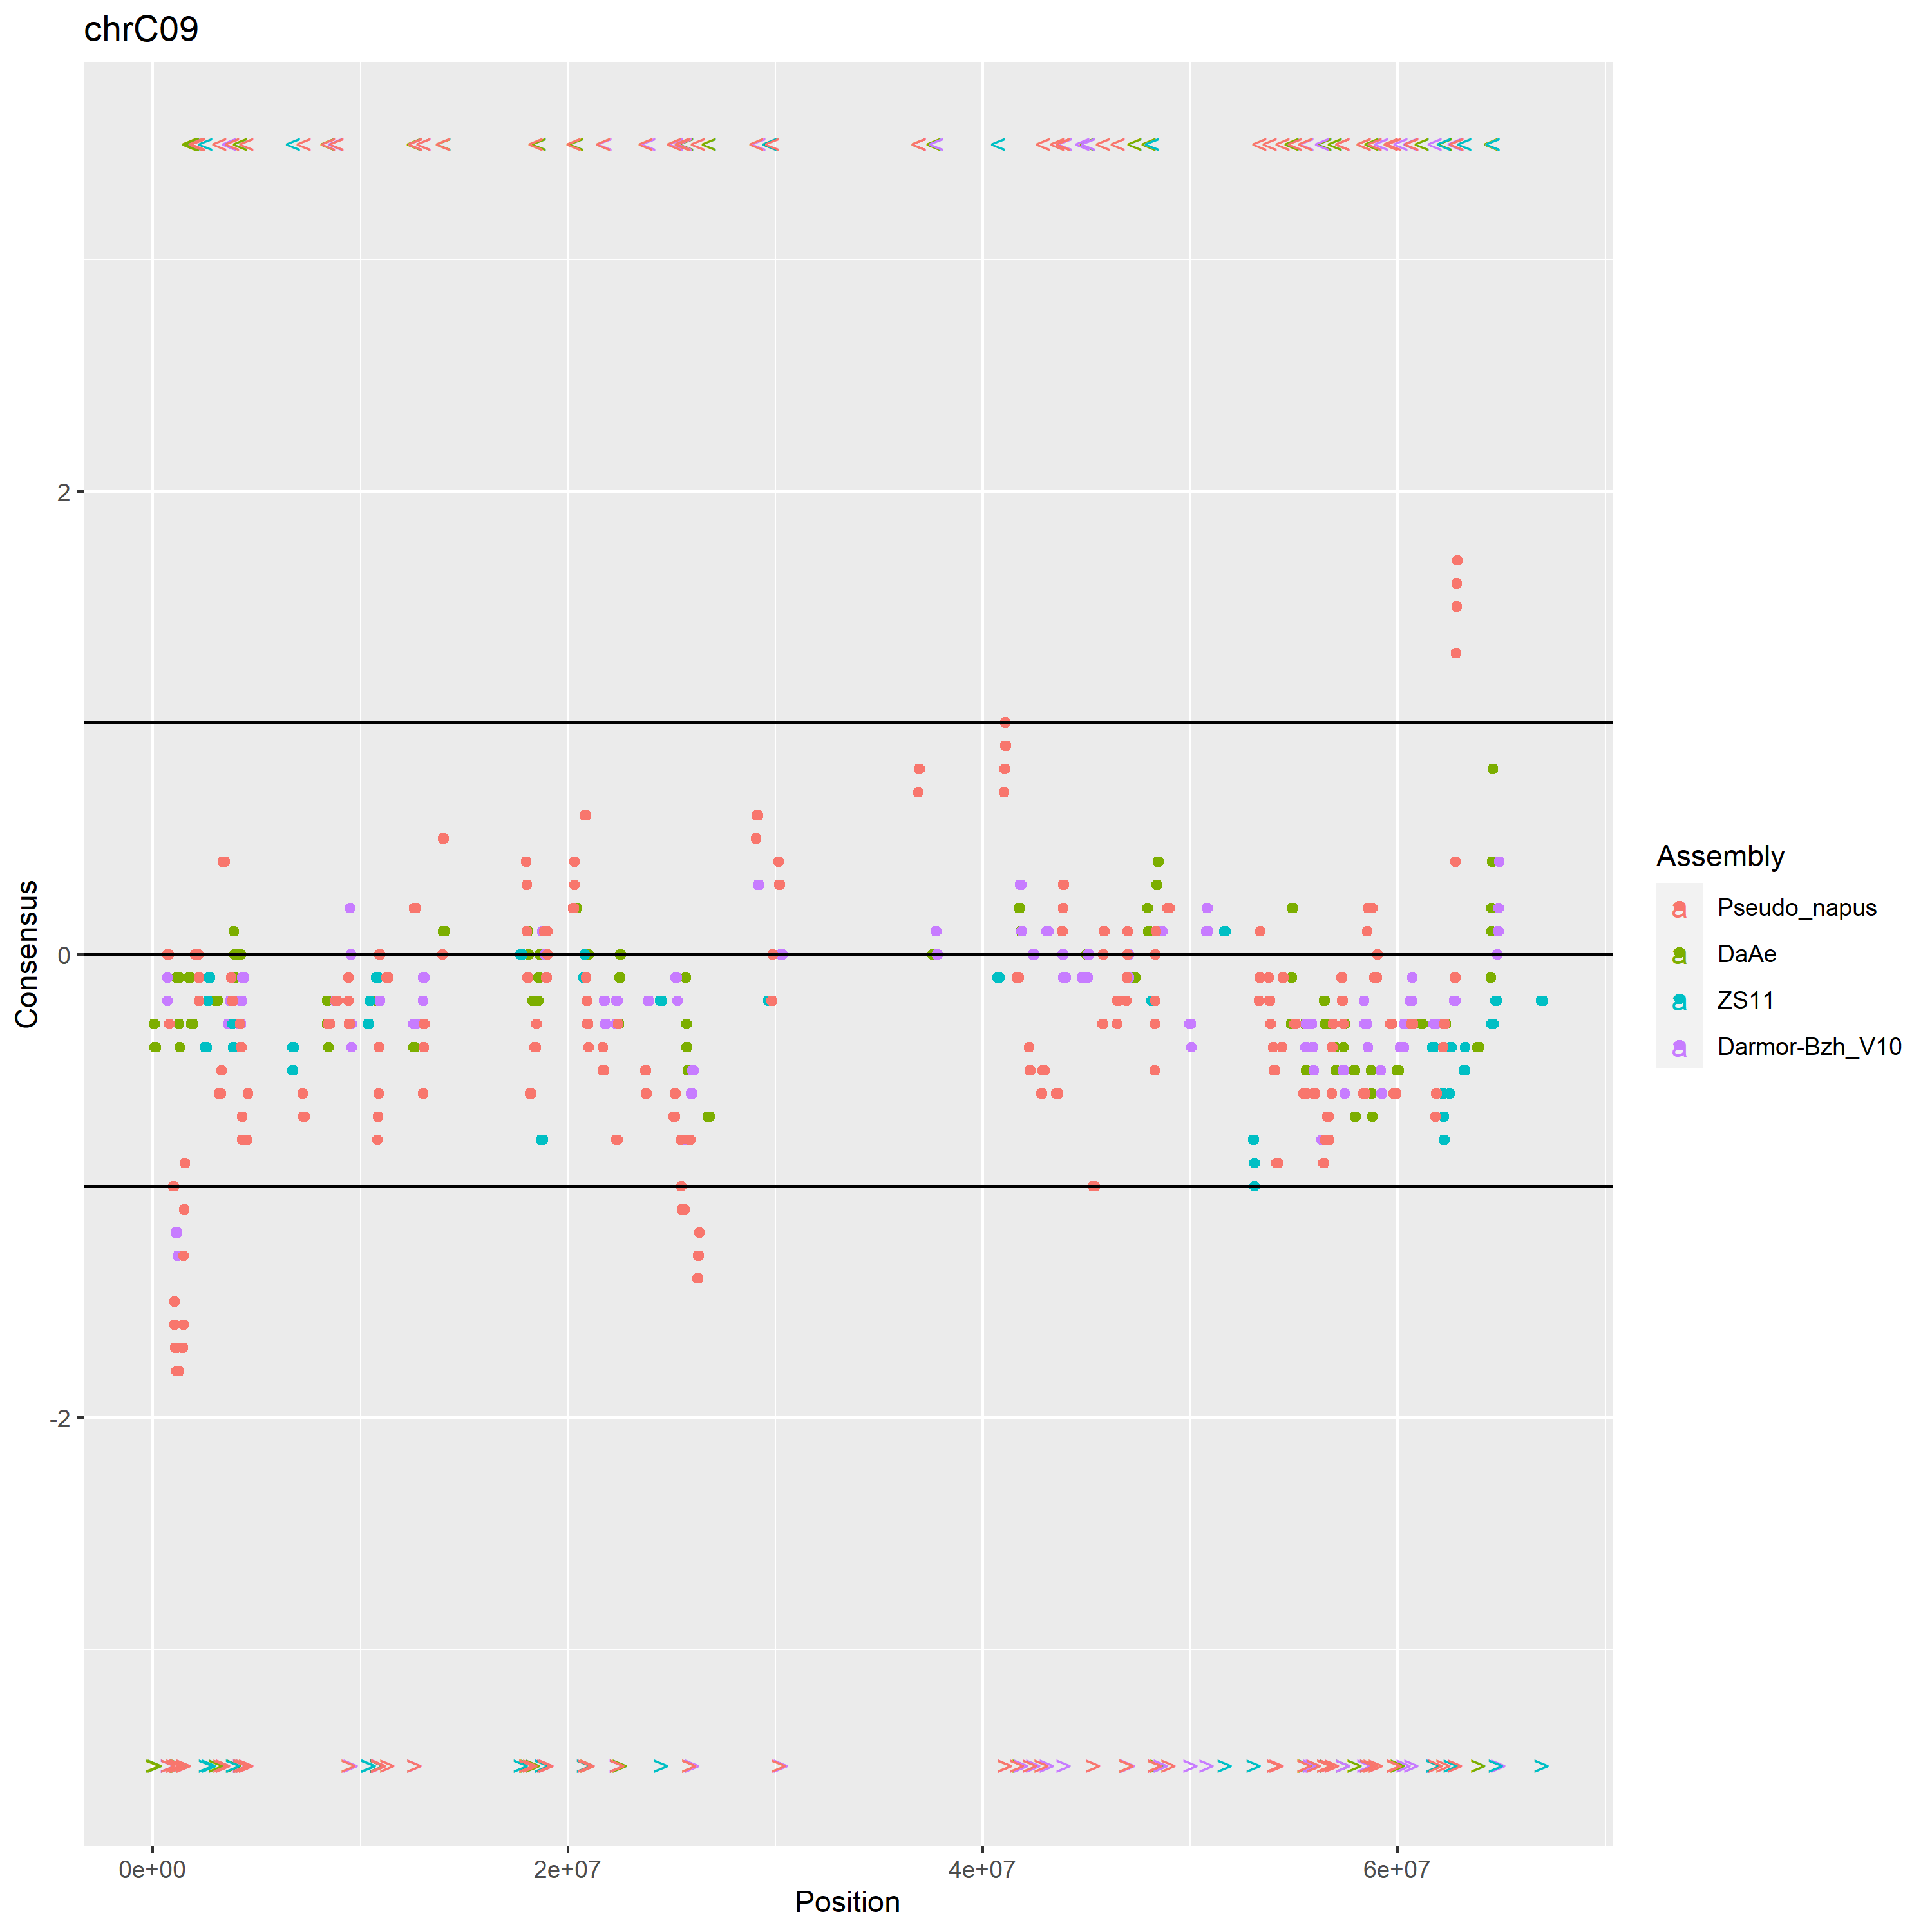 chrC09
Consensus
2
0
-2
0e+00 2e+07 4e+07 6e+07
Position
Assembly
a Pseudo_napus
a DaAe
a ZS11
a Darmor-Bzh_V10